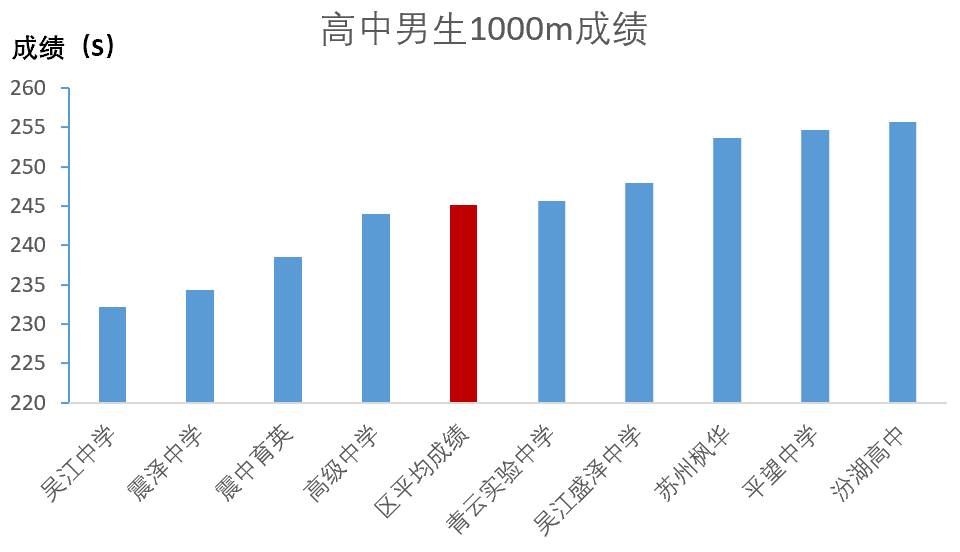 高中男生1000m成绩
成绩（S）
260
255
250
245
240
235
230
225
220
吴江中学
震泽中学
震中育英
高级中学
区平均成绩
青云实验中学
吴江盛泽中学
苏州枫华
平望中学
汾湖高中